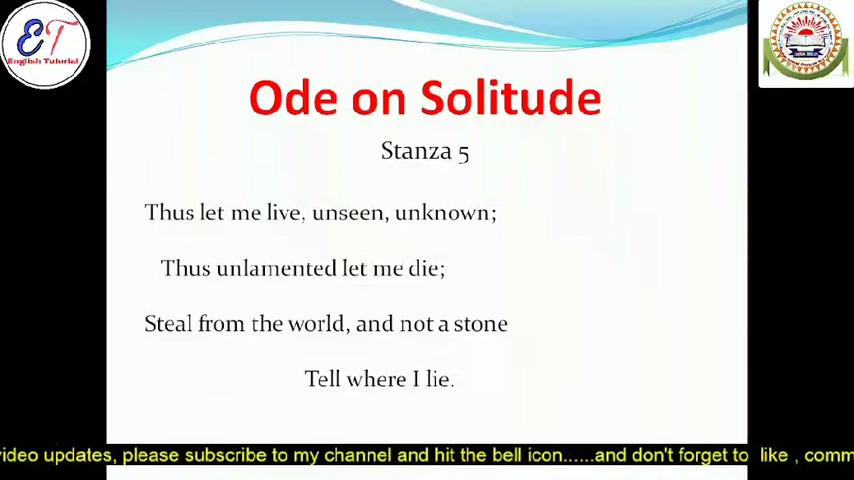 ET
English Tutorial
Ode on Solitude
Stanza 5
Thus let me live, unseen, unknown;
Thus unlamented let me die;
Steal from the world, and not a stone
Tell where I lie.
video updates, please subscribe to my channel and hit the bell icon......and don't forget to like , comm